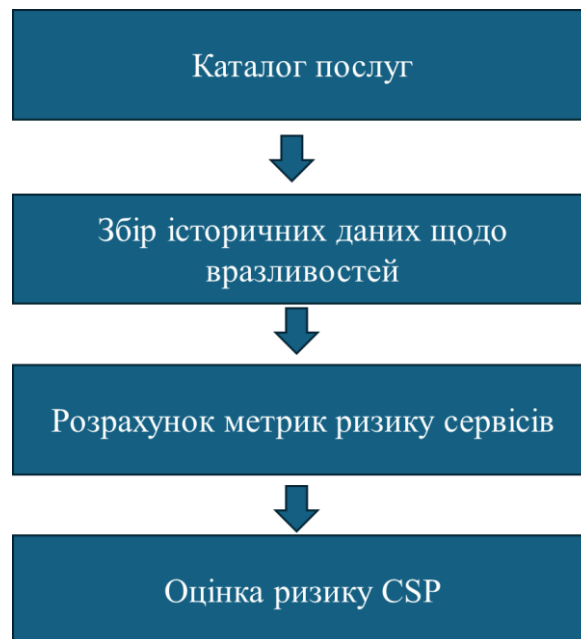 Каталог послуг
Збір історичних даних щодо
вразливостей
Розрахунок метрик ризику сервісів
Оцінка ризику CSP